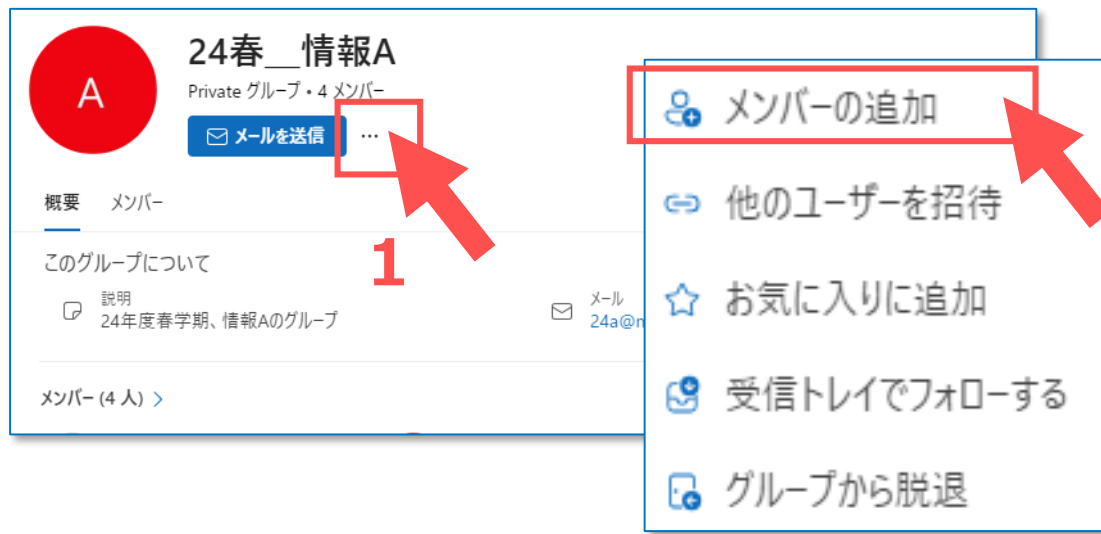 A
24春__情報A
Private グループ • 4 メンバー
メールを送信 ...
概要 メンバー
1
このグループについて
説明
24年度春学期、情報Aのグループ
メール
24a@
メンバー (4 人) >
メンバーの追加
他のユーザーを招待
お気に入りに追加
受信トレイでフォローする
グループから脱退